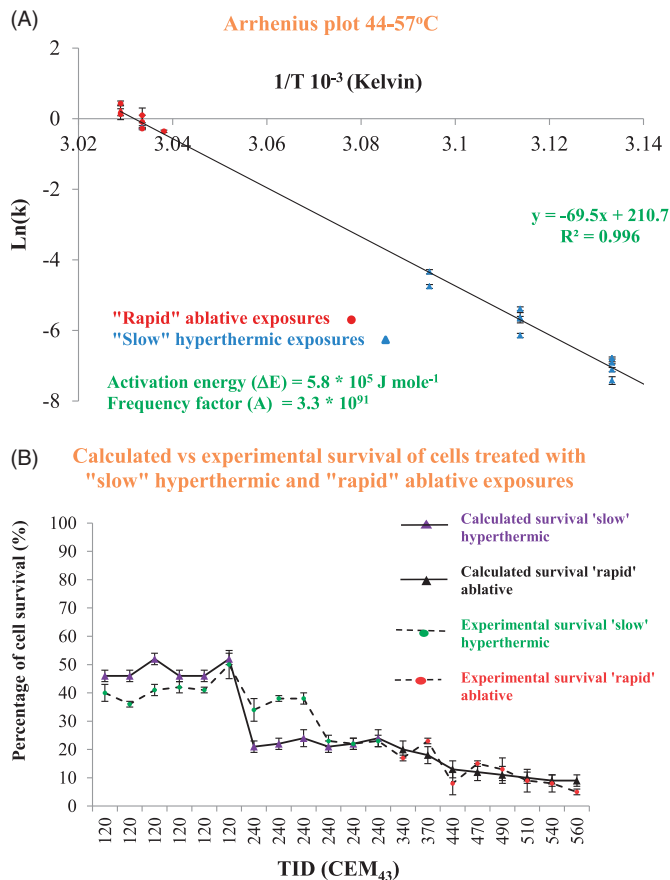 (A)
Arrhenius plot 44-57°C
1/T 10⁻³ (Kelvin)
0
3.02 3.04 3.06 3.08 3.1 3.12 3.14
-2
-4
-6
-8
Ln(k)
y = -69.5x + 210.7
R² = 0.996
"Rapid" ablative exposures
"Slow" hyperthermic exposures
Activation energy (ΔE) = 5.8 * 10⁵ J mole⁻¹
Frequency factor (A) = 3.3 * 10⁹¹
(B)
Calculated vs experimental survival of cells treated with
"slow" hyperthermic and "rapid" ablative exposures
Percentage of cell survival (%)
100
90
80
70
60
50
40
30
20
10
0
Calculated survival 'slow'
hyperthermic
Calculated survival 'rapid'
ablative
Experimental survival 'slow'
hyperthermic
Experimental survival 'rapid'
ablative
120 120 120 120 120 120 240 240 240 240 240 240 340 370 440 470 490 510 540 560
TID (CEM₄₃)